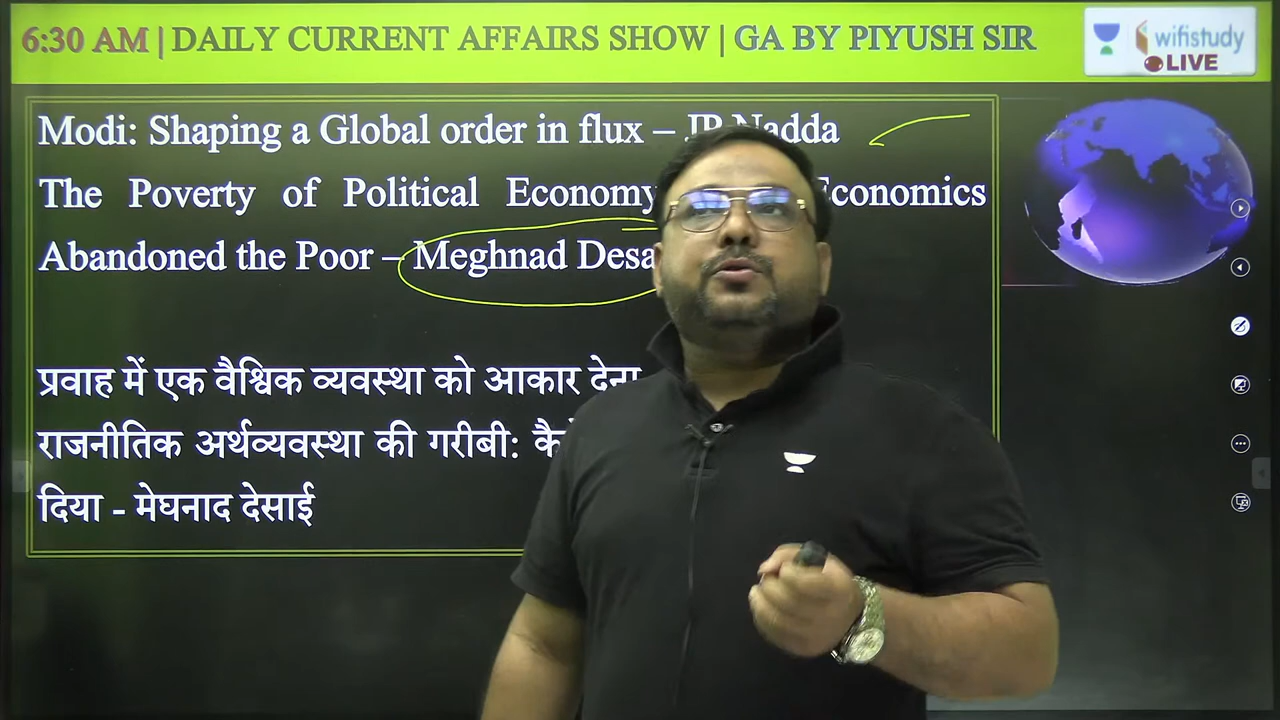 6:30 AM | DAILY CURRENT AFFAIRS SHOW | GA BY PIYUSH SIR
wifistudy
LIVE
Modi: Shaping a Global order in flux – JP Nadda
The Poverty of Political Economy Economics
Abandoned the Poor – Meghnad
प्रवाह में एक वैश्विक व्यवस्था को आकार देना
राजनीतिक अर्थव्यवस्था की गरीबी:
दिया - मेघनाद देसाई